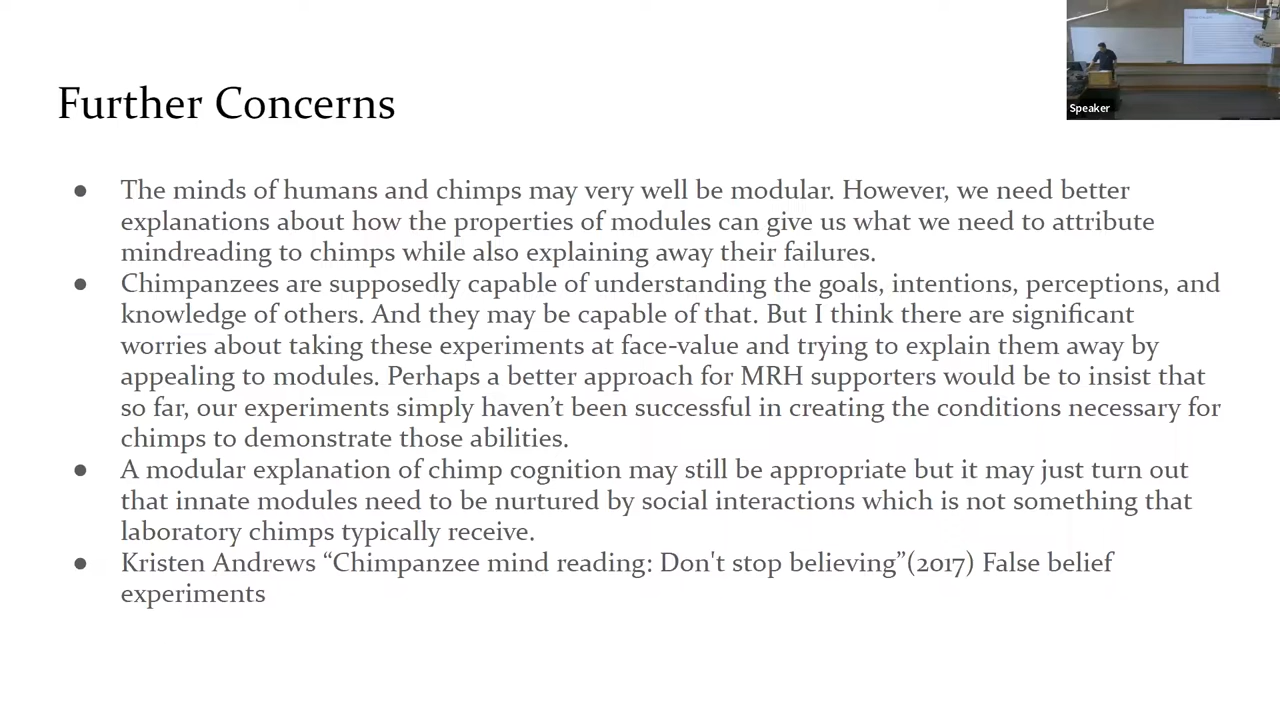 Speaker
Further Concerns
● The minds of humans and chimps may very well be modular. However, we need better
explanations about how the properties of modules can give us what we need to attribute
mindreading to chimps while also explaining away their failures.
● Chimpanzees are supposedly capable of understanding the goals, intentions, perceptions, and
knowledge of others. And they may be capable of that. But I think there are significant
worries about taking these experiments at face-value and trying to explain them away by
appealing to modules. Perhaps a better approach for MRH supporters would be to insist that
so far, our experiments simply haven’t been successful in creating the conditions necessary for
chimps to demonstrate those abilities.
● A modular explanation of chimp cognition may still be appropriate but it may just turn out
that innate modules need to be nurtured by social interactions which is not something that
laboratory chimps typically receive.
● Kristen Andrews “Chimpanzee mind reading: Don't stop believing”(2017) False belief
experiments